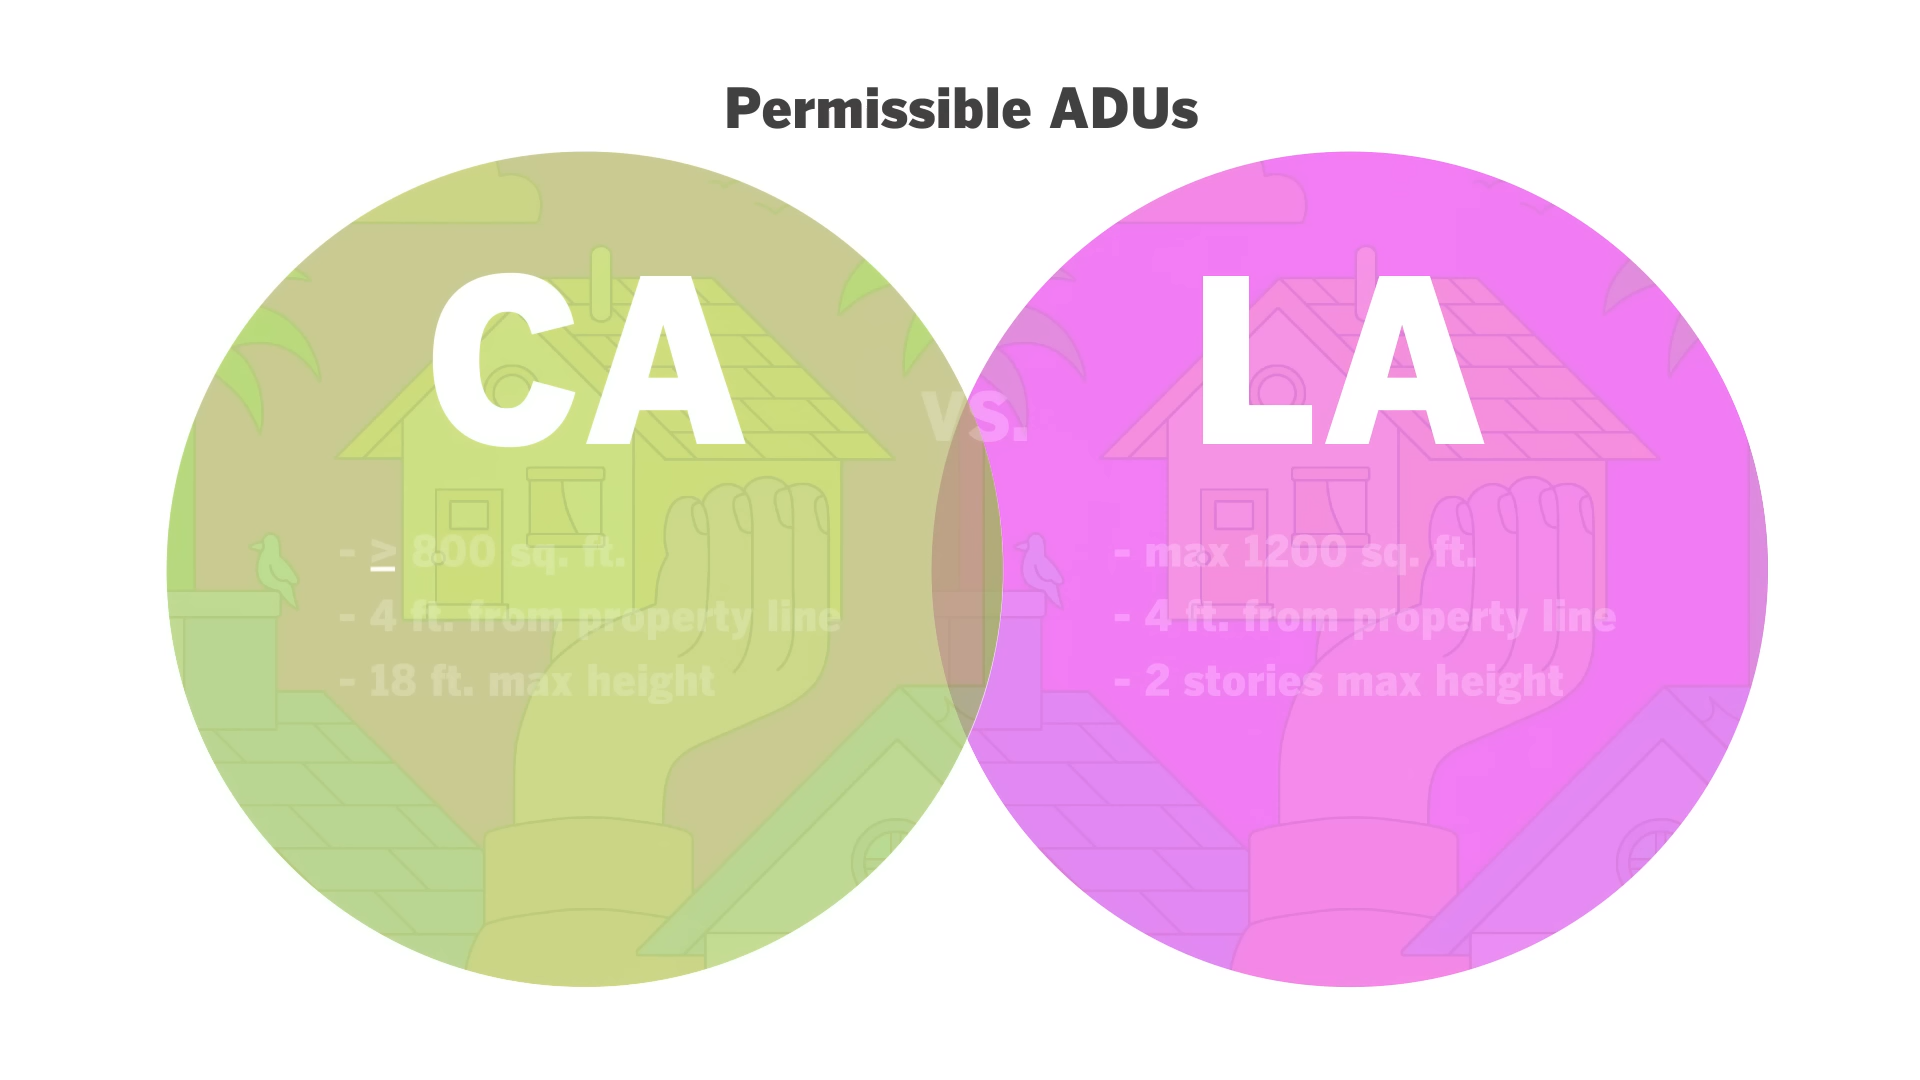 Permissible ADUs
CA
vs.
LA
- ≥ 800 sq. ft.
- 4 ft. from property line
- 18 ft. max height
- max 1200 sq. ft.
- 4 ft. from property line
- 2 stories max height